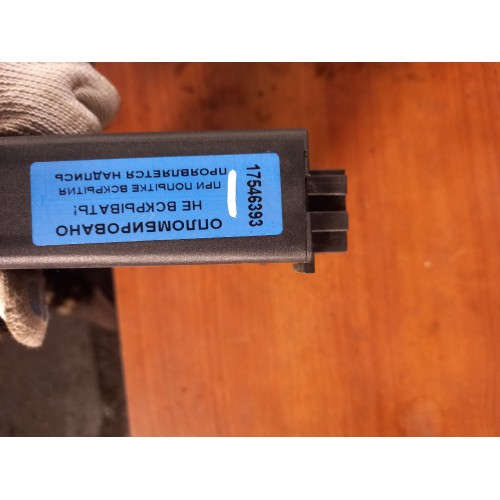 ОПЛОМБИРОВАНО
НЕ ВСКРЫВАТЬ!
ПРИ ПОПЫТКЕ ВСКРЫТИЯ
ПРОЯВЛЯЕТСЯ НАДПИСЬ
17546393